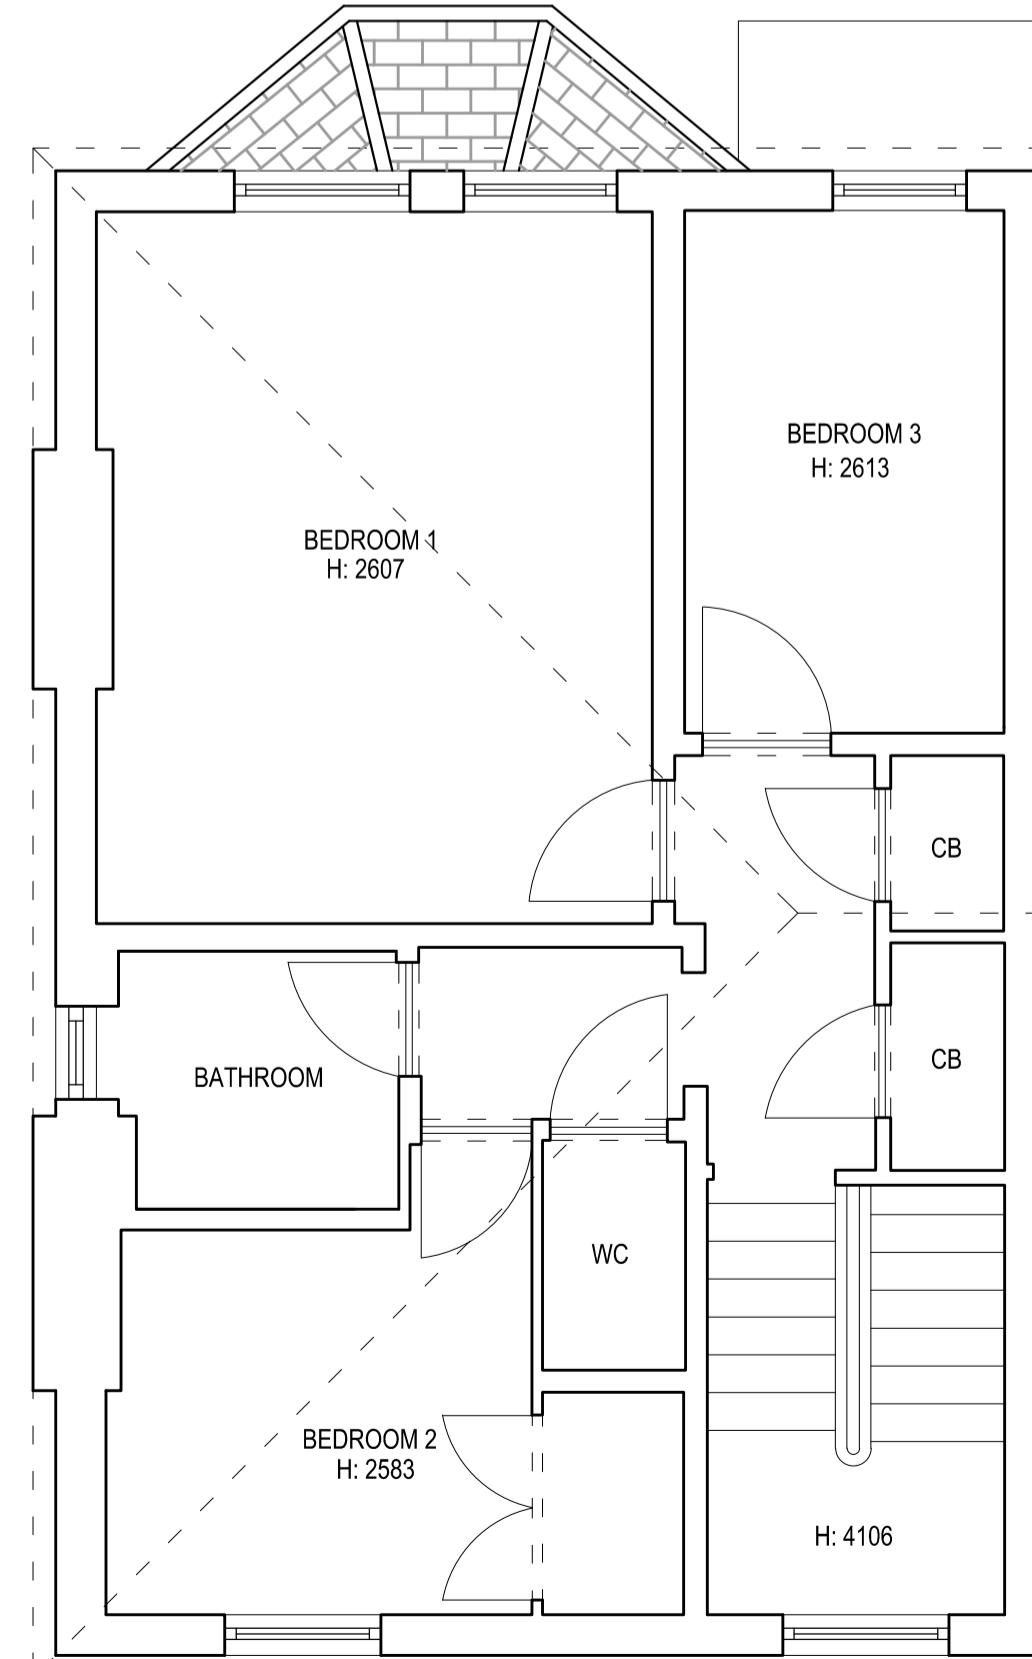 BEDROOM 3
H: 2613
BEDROOM 1
H: 2607
CB
CB
BATHROOM
WC
BEDROOM 2
H: 2583
H: 4106